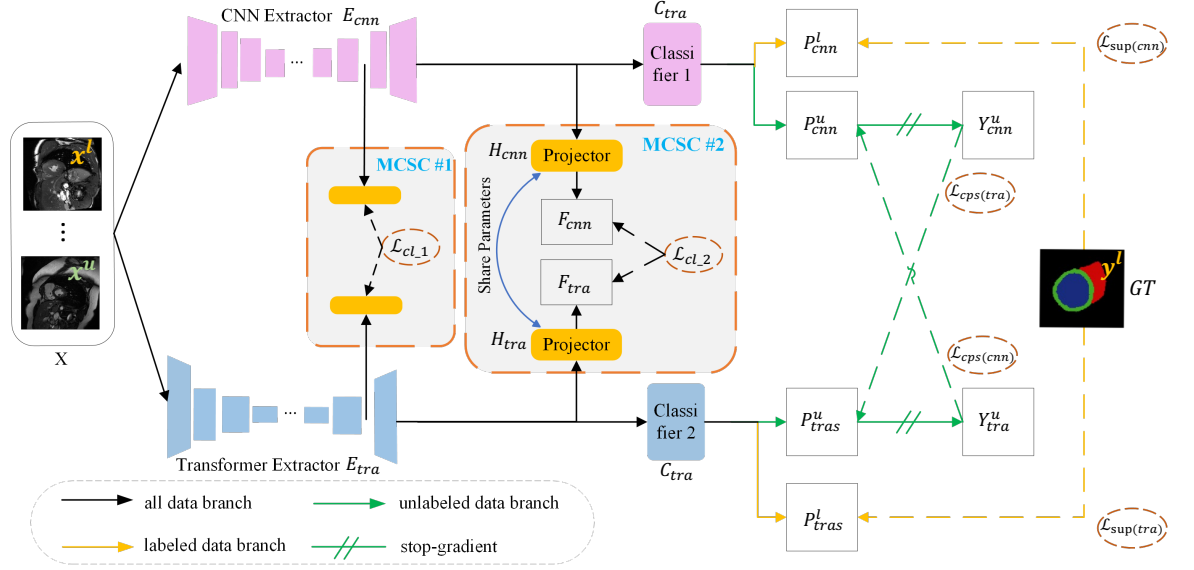 CNN Extractor E_cnn
C_tra
Classi
fier 1
P^l_cnn
L_sup(cnn)
P^u_cnn
Y^u_cnn
x^l
...
⋮
x^u
X
MCSC #1
L_cl_1
MCSC #2
H_cnn
Projector
F_cnn
Share Parameters
L_cl_2
F_tra
H_tra
Projector
L_cps(tra)
y^l
GT
L_cps(cnn)
...
Transformer Extractor E_tra
Classi
fier 2
C_tra
P^u_tras
Y^u_tra
P^l_tras
L_sup(tra)
all data branch
unlabeled data branch
labeled data branch
stop-gradient